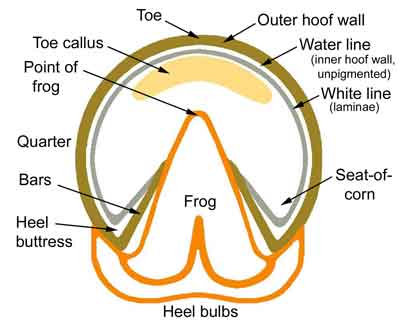 Toe
Outer hoof wall
Toe callus
Water line
(inner hoof wall,
unpigmented)
Point of
frog
White line
(laminae)
Quarter
Bars
Frog
Seat-of-
corn
Heel
buttress
Heel bulbs